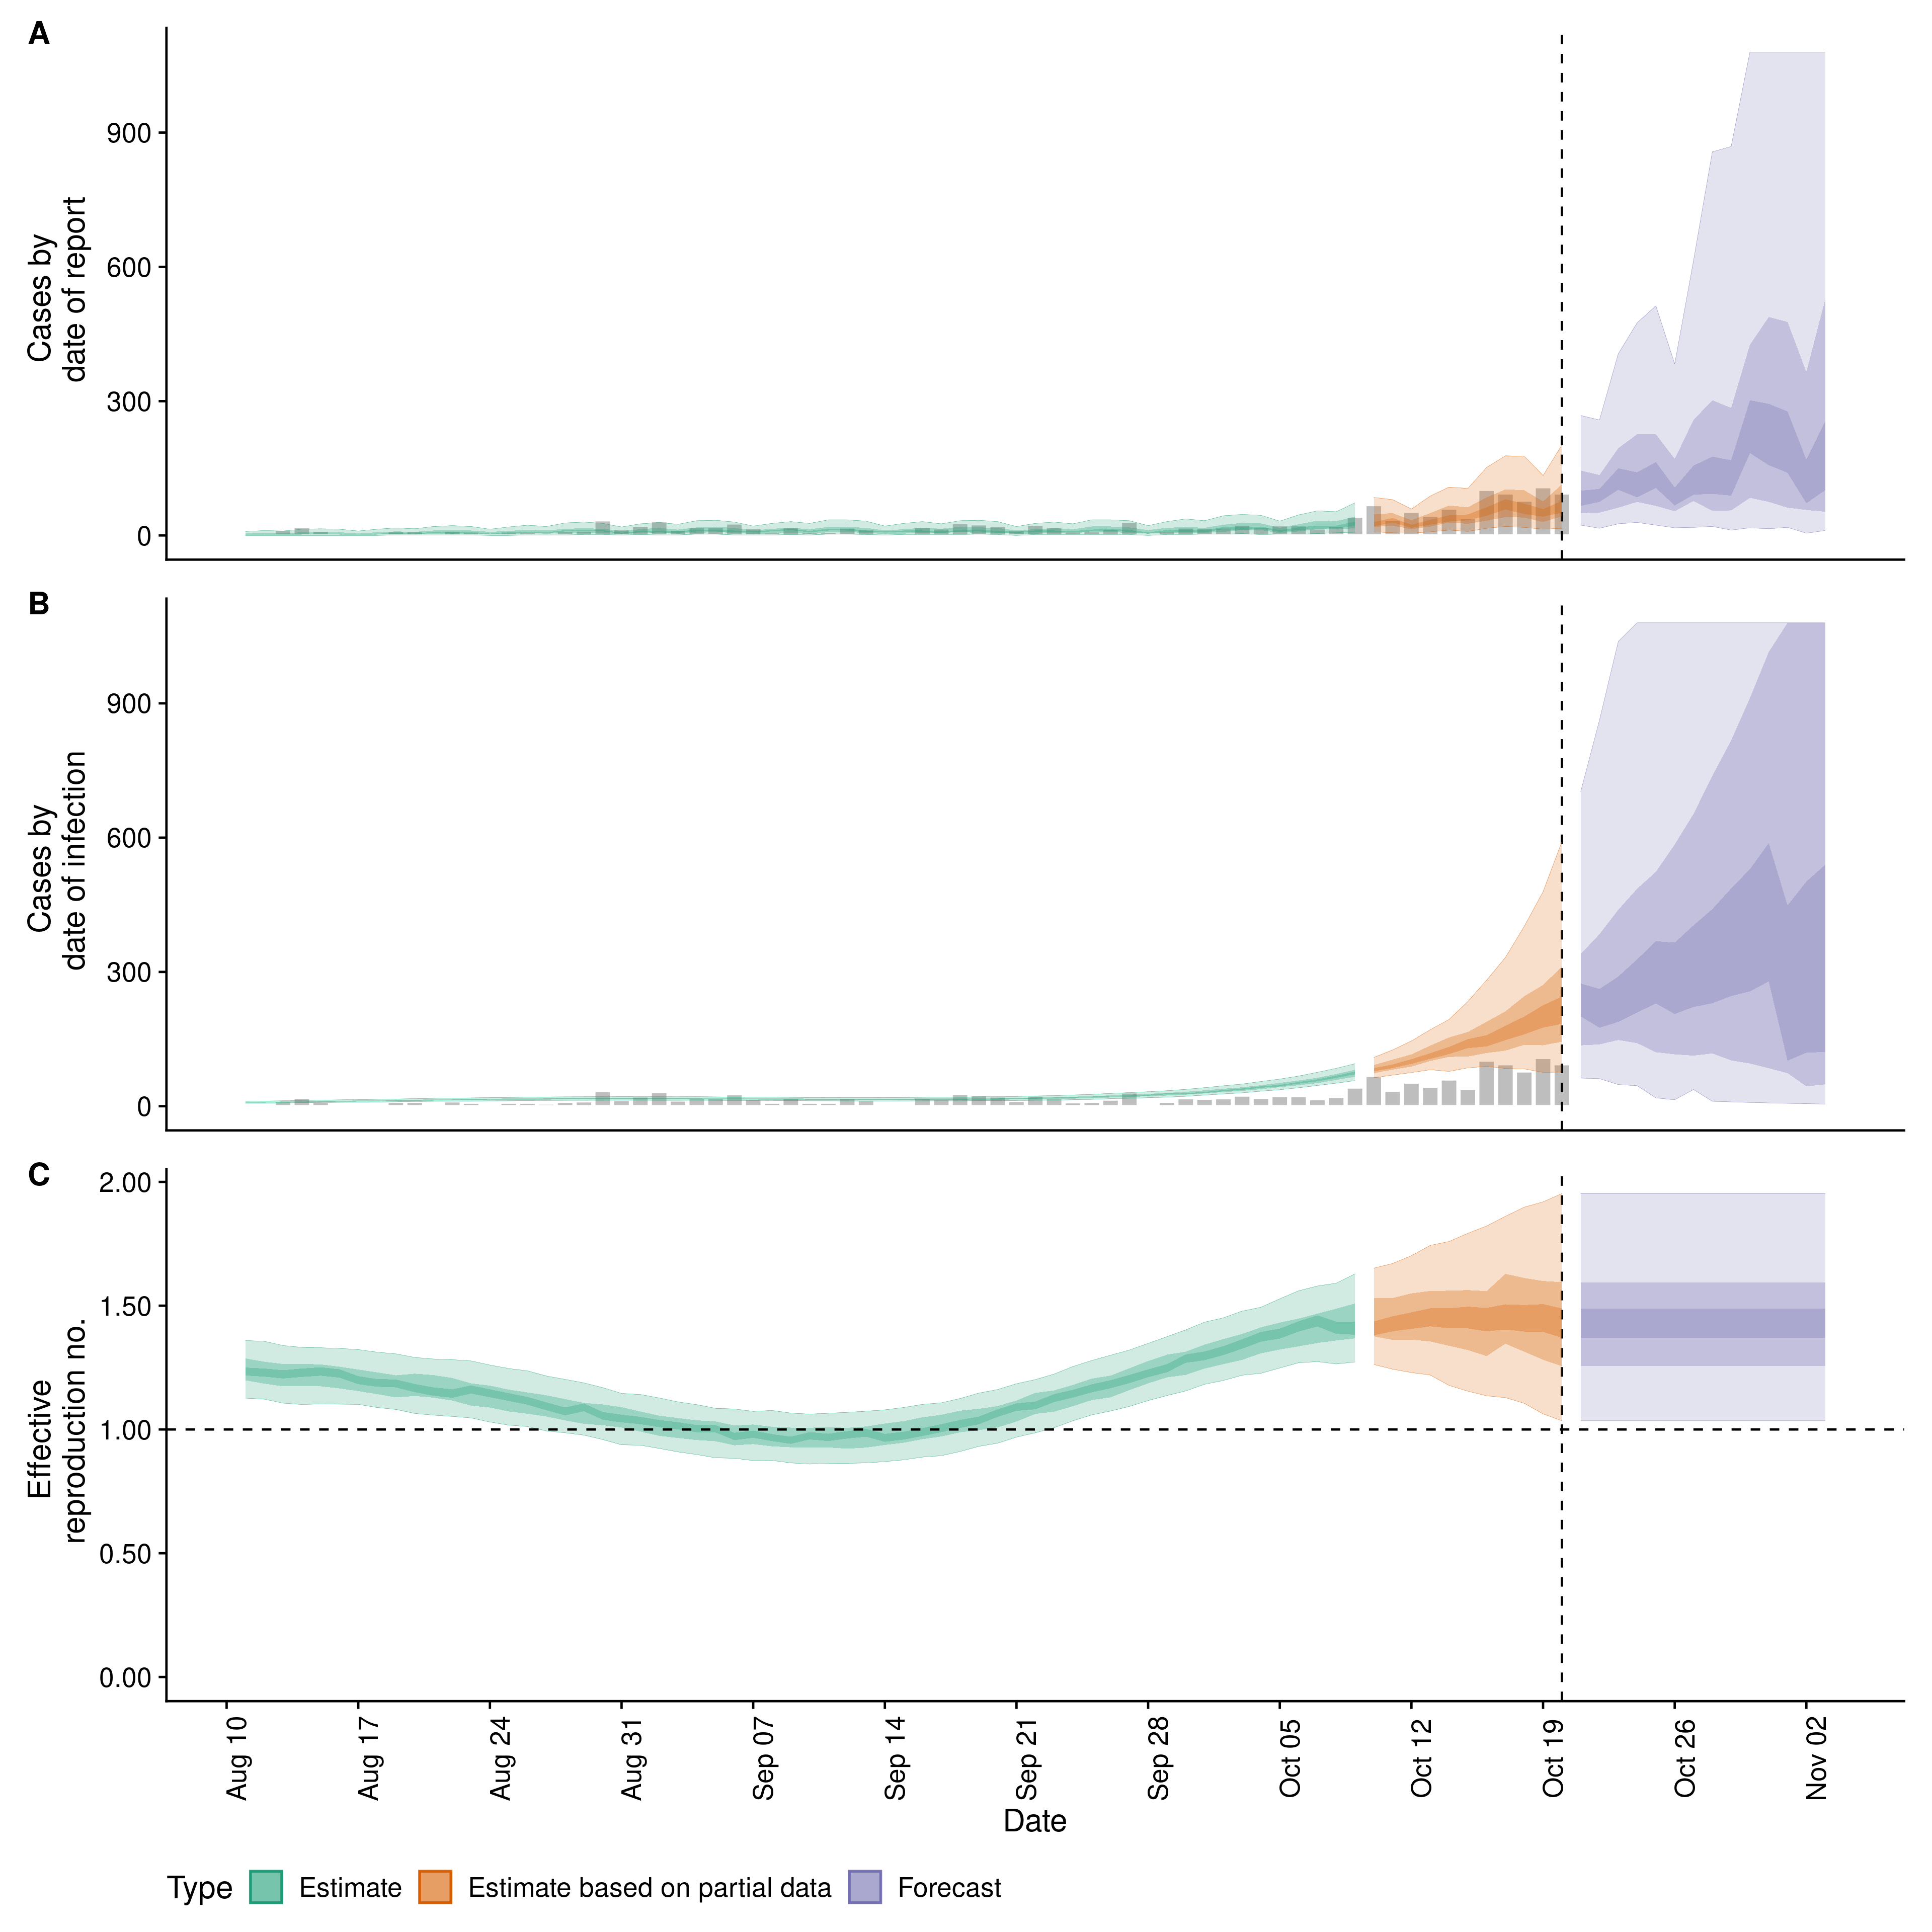 A
900
600
300
0
Cases by
date of report
B
900
600
300
0
Cases by
date of infection
C
2.00
1.50
1.00
0.50
0.00
Effective
reproduction no.
Aug 10
Aug 17
Aug 24
Aug 31
Sep 07
Sep 14
Sep 21
Sep 28
Oct 05
Oct 12
Oct 19
Oct 26
Nov 02
Date
Type Estimate Estimate based on partial data Forecast